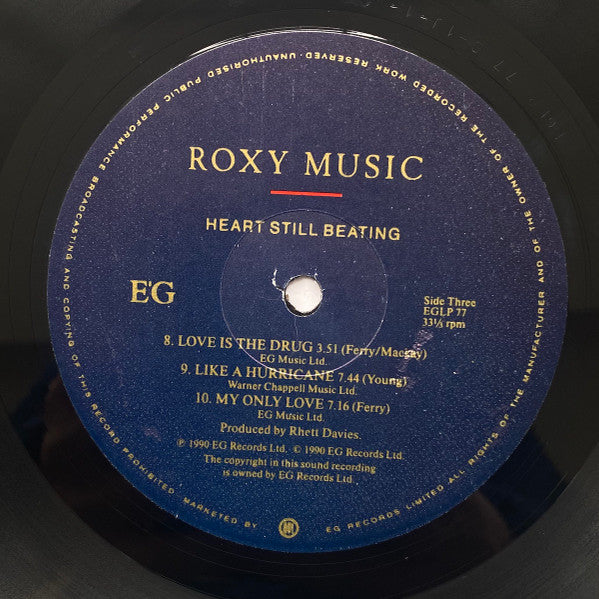 ROXY MUSIC
HEART STILL BEATING
E'G
Side Three
EGLP 77
33⅓ rpm
8. LOVE IS THE DRUG 3.51 (Ferry/Mackay)
EG Music Ltd.
9. LIKE A HURRICANE 7.44 (Young)
Warner Chappell Music Ltd.
10. MY ONLY LOVE 7.16 (Ferry)
EG Music Ltd.
Produced by Rhett Davies.
℗ 1990 EG Records Ltd. © 1990 EG Records Ltd.
The copyright in this sound recording
is owned by EG Records Ltd.
MARKETED BY EG RECORDS LIMITED ALL RIGHTS OF THE MANUFACTURER AND OF THE OWNER OF THE RECORDED WORK RESERVED. UNAUTHORISED PUBLIC PERFORMANCE BROADCASTING AND COPYING OF THIS RECORD PROHIBITED.